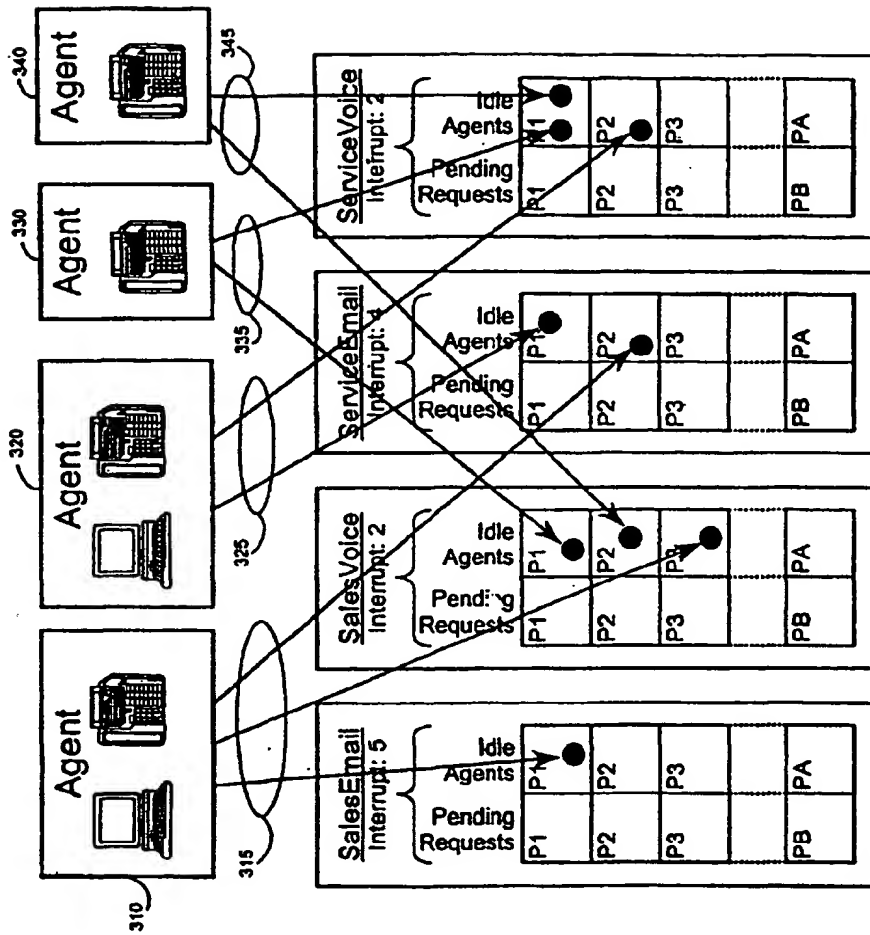 310
Agent
315
320
Agent
325
330
Agent
335
340
Agent
345
SalesEmail
Interrupt: 5
Pending
Requests
Idle
Agents
P1
P1
P2
P2
P3
P3
PB
PA
SalesVoice
Interrupt: 2
Pending
Requests
Idle
Agents
P1
P1
P2
P2
P3
P3
PB
PA
ServiceEmail
Interrupt: 4
Pending
Requests
Idle
Agents
P1
P1
P2
P2
P3
P3
PB
PA
ServiceVoice
Interrupt: 2
Pending
Requests
Idle
Agents
P1
P1
P2
P2
P3
P3
PB
PA